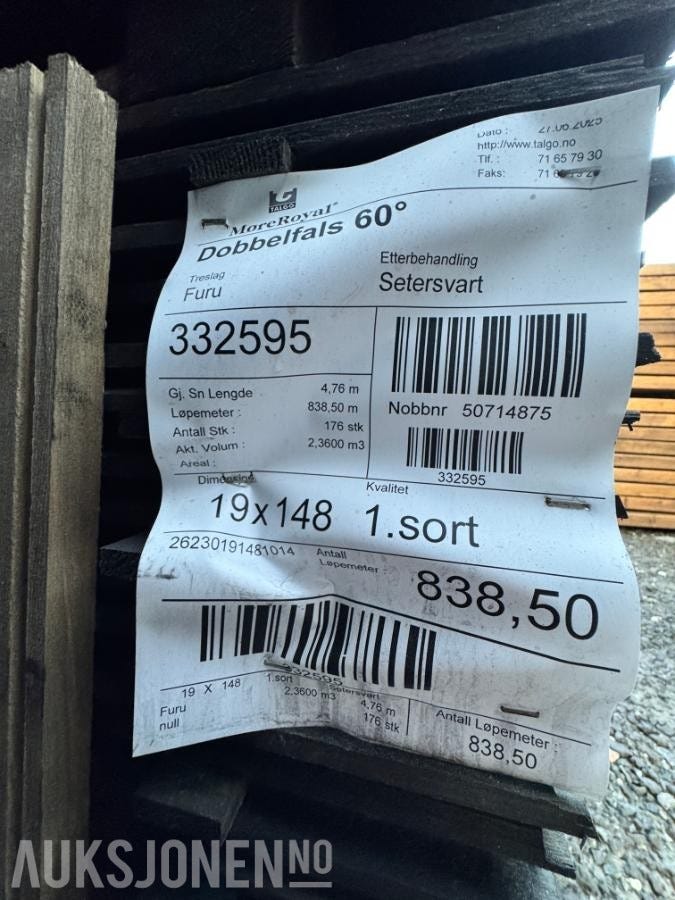 Dato : 27.06.2025
http://www.talgo.no
Tlf. : 71 65 79 30
Faks: 71 65
TALGO
MoreRoyal®
Dobbelfals 60°
Treslag
Furu
Etterbehandling
Setersvart
332595
Gj. Sn Lengde 4,76 m
Løpemeter : 838,50 m
Antall Stk : 176 stk
Akt. Volum : 2,3600 m3
Areal :
Nobbnr 50714875
332595
Dimensjon
19x148
Kvalitet
1.sort
26230191481014
Antall
Løpemeter :
838,50
332595
19 X 148 1.sort Setersvart
Furu 2,3600 m3 4,76 m
null 176 stk
Antall Løpemeter :
838,50
AUKSJONEN NO